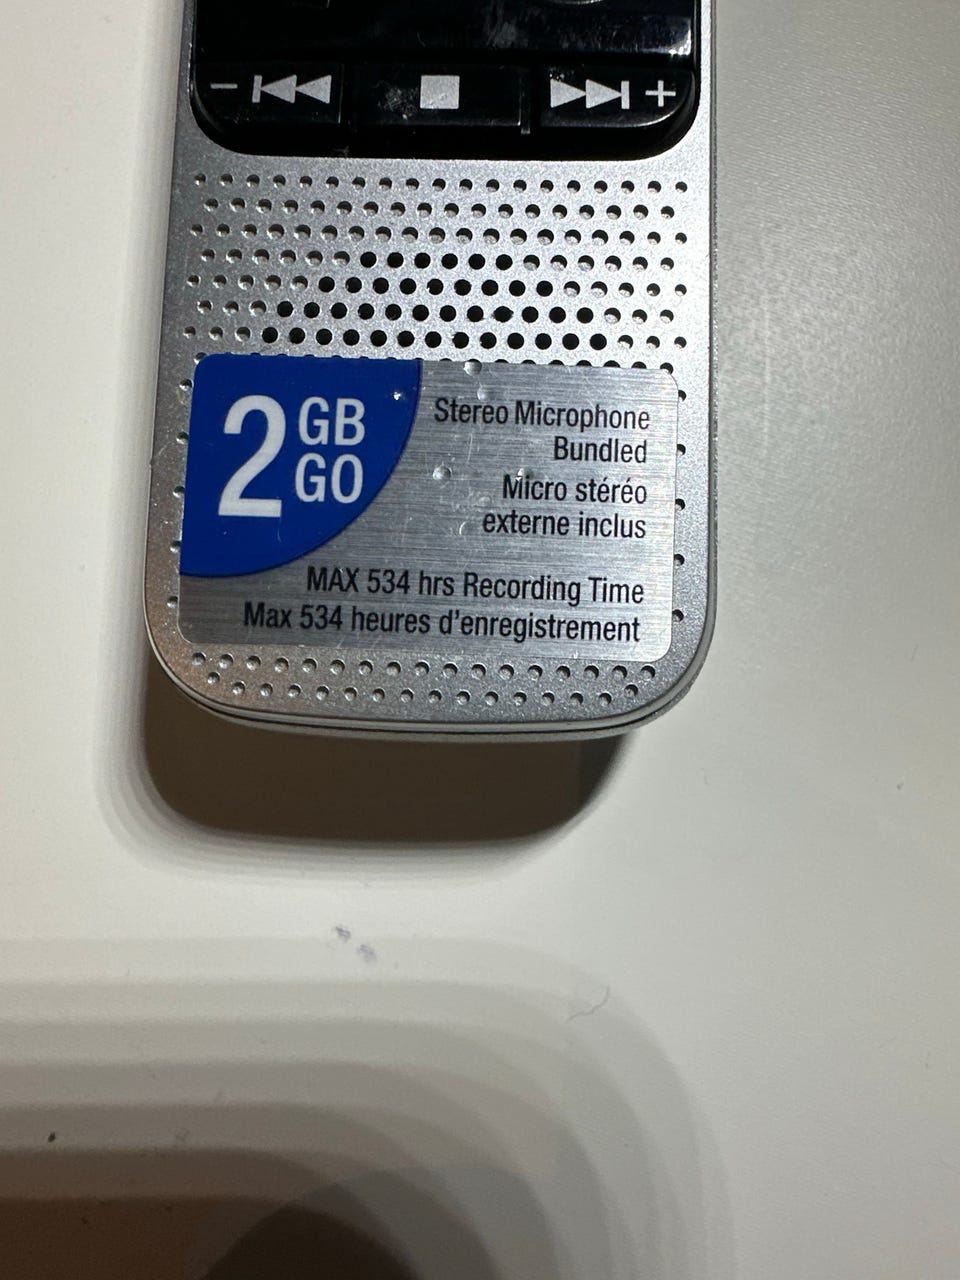 2 GB
GO
Stereo Microphone
Bundled
Micro stéréo
externe inclus
MAX 534 hrs Recording Time
Max 534 heures d'enregistrement